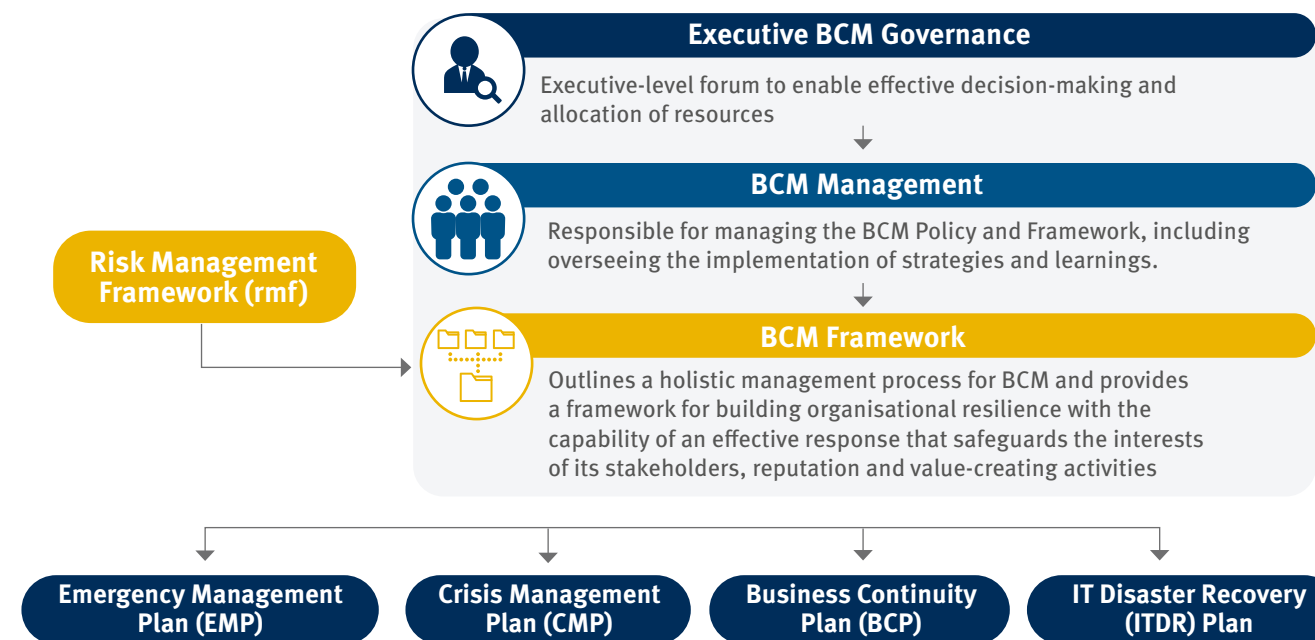 Executive BCM Governance
Executive-level forum to enable effective decision-making and
allocation of resources
BCM Management
Responsible for managing the BCM Policy and Framework, including
overseeing the implementation of strategies and learnings.
Risk Management
Framework (rmf)
BCM Framework
Outlines a holistic management process for BCM and provides
a framework for building organisational resilience with the
capability of an effective response that safeguards the interests
of its stakeholders, reputation and value-creating activities
Emergency Management
Plan (EMP)
Crisis Management
Plan (CMP)
Business Continuity
Plan (BCP)
IT Disaster Recovery
(ITDR) Plan